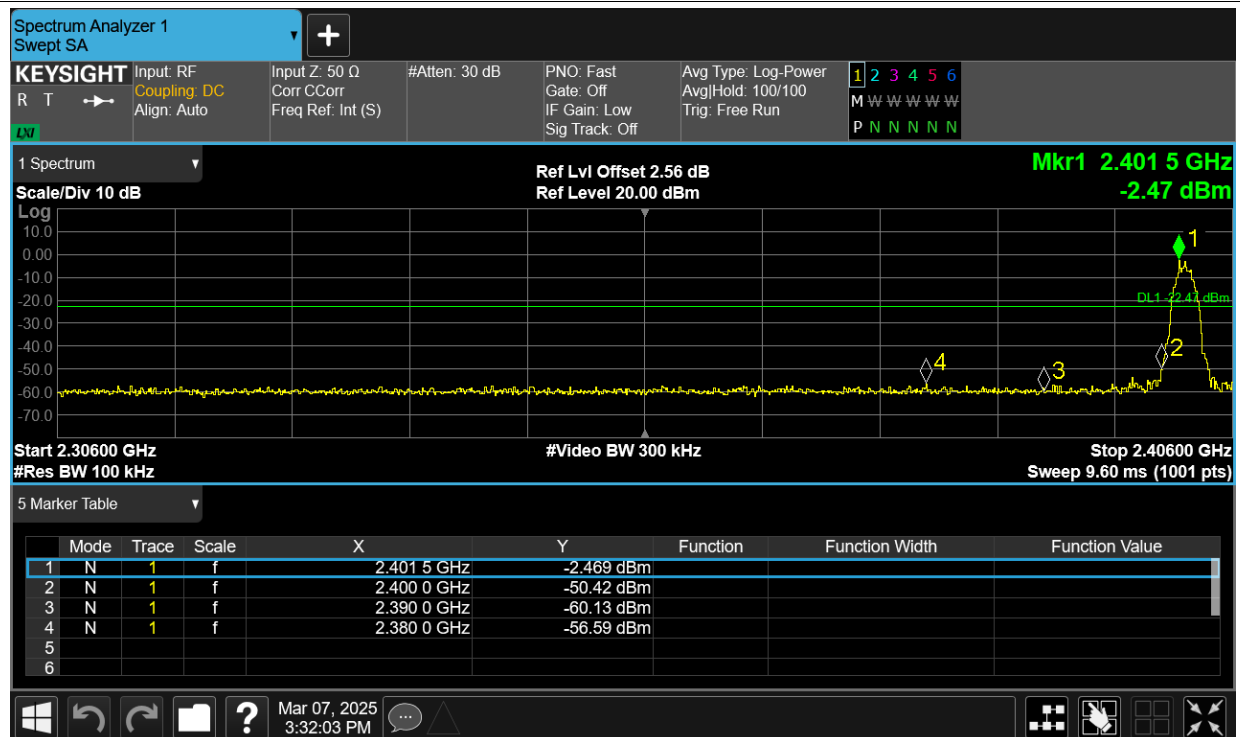 Spectrum Analyzer 1
Swept SA
KEYSIGHT
R T
LXI
Input: RF
Coupling: DC
Align: Auto
Input Z: 50 Ω
Corr CCorr
Freq Ref: Int (S)
#Atten: 30 dB
PNO: Fast
Gate: Off
IF Gain: Low
Sig Track: Off
Avg Type: Log-Power
Avg|Hold: 100/100
Trig: Free Run
1 2 3 4 5 6
M W W W W W
P N N N N N
1 Spectrum
Scale/Div 10 dB
Log
Ref Lvl Offset 2.56 dB
Ref Level 20.00 dBm
Mkr1 2.401 5 GHz
-2.47 dBm
10.0
0.00
-10.0
-20.0
-30.0
-40.0
-50.0
-60.0
-70.0
1
DL1 -22.47 dBm
2
3
4
Start 2.30600 GHz
#Res BW 100 kHz
#Video BW 300 kHz
Stop 2.40600 GHz
Sweep 9.60 ms (1001 pts)
5 Marker Table
Mode Trace Scale X Y Function Function Width Function Value
1 N 1 f 2.401 5 GHz -2.469 dBm
2 N 1 f 2.400 0 GHz -50.42 dBm
3 N 1 f 2.390 0 GHz -60.13 dBm
4 N 1 f 2.380 0 GHz -56.59 dBm
5
6
?
Mar 07, 2025
3:32:03 PM